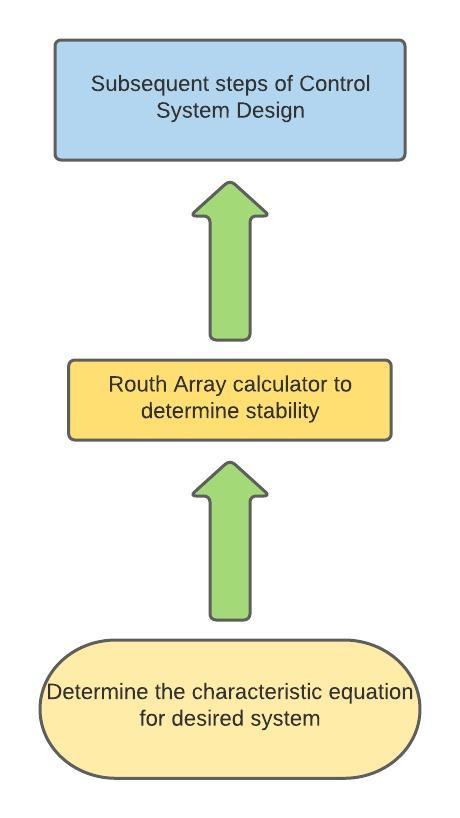 Subsequent steps of Control
System Design
Routh Array calculator to
determine stability
Determine the characteristic equation
for desired system